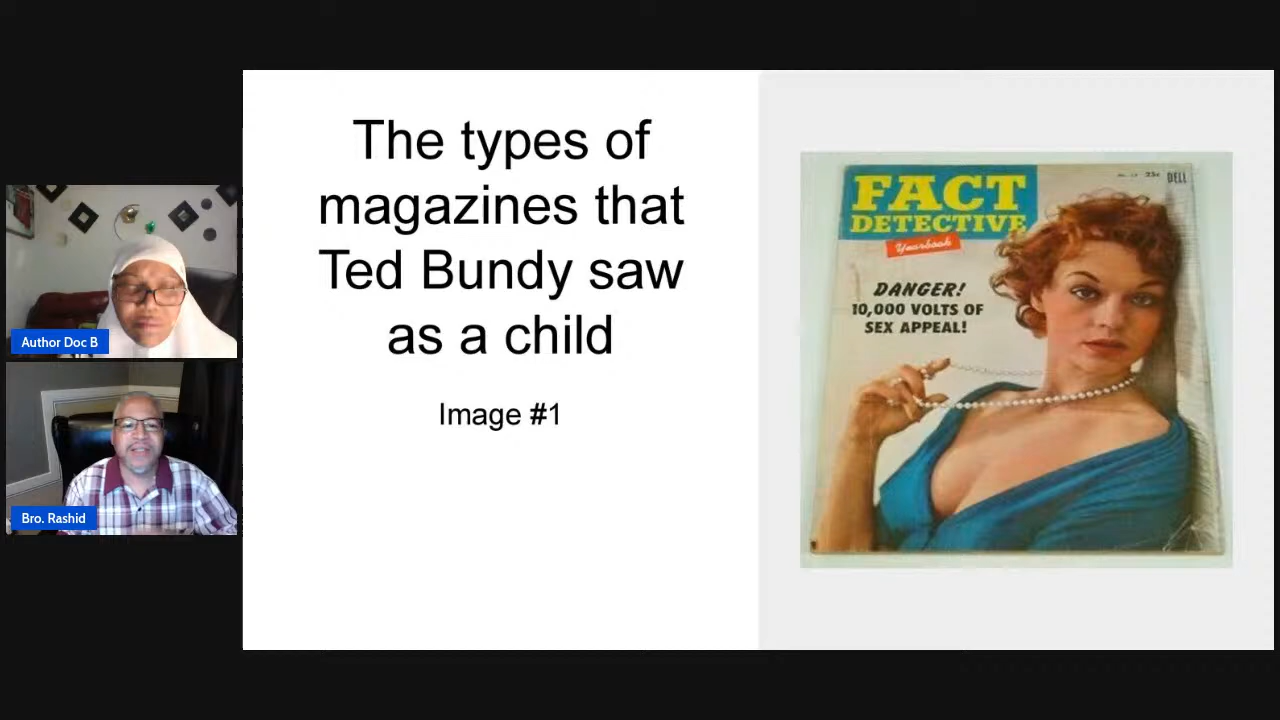 The types of
magazines that
Ted Bundy saw
as a child
Image #1
FACT
DETECTIVE
Yearbook
25¢ DELL
DANGER!
10,000 VOLTS OF
SEX APPEAL!
Author Doc B
Bro. Rashid